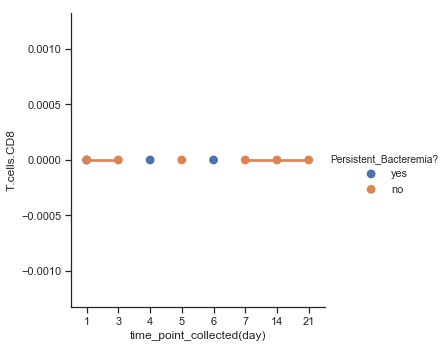 0.0010
0.0005
0.0000
−0.0005
−0.0010
T.cells.CD8
1 3 4 5 6 7 14 21
time_point_collected(day)
Persistent_Bacteremia?
yes
no